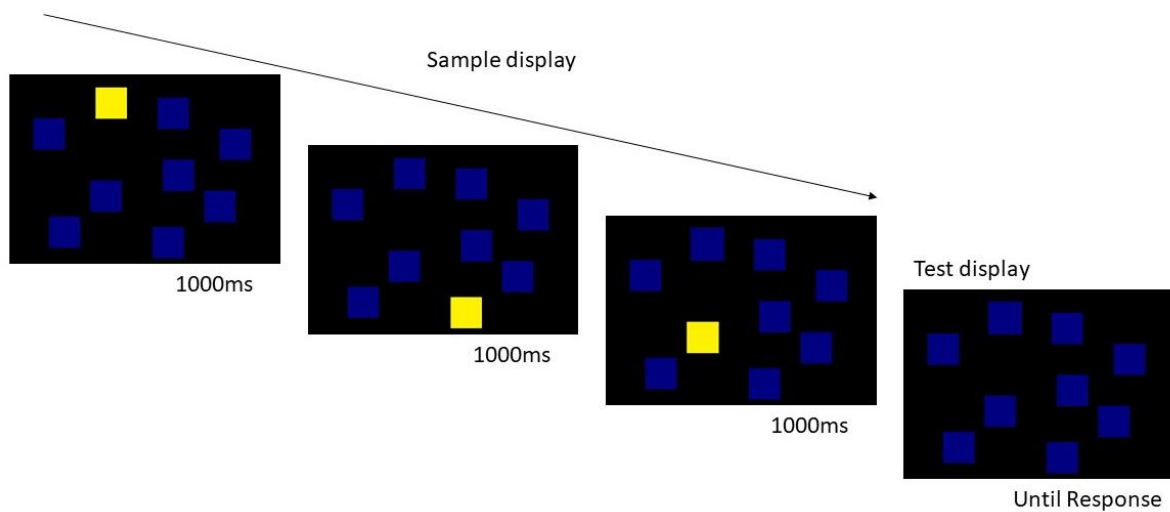 Sample display
1000ms
1000ms
Test display
1000ms
Until Response